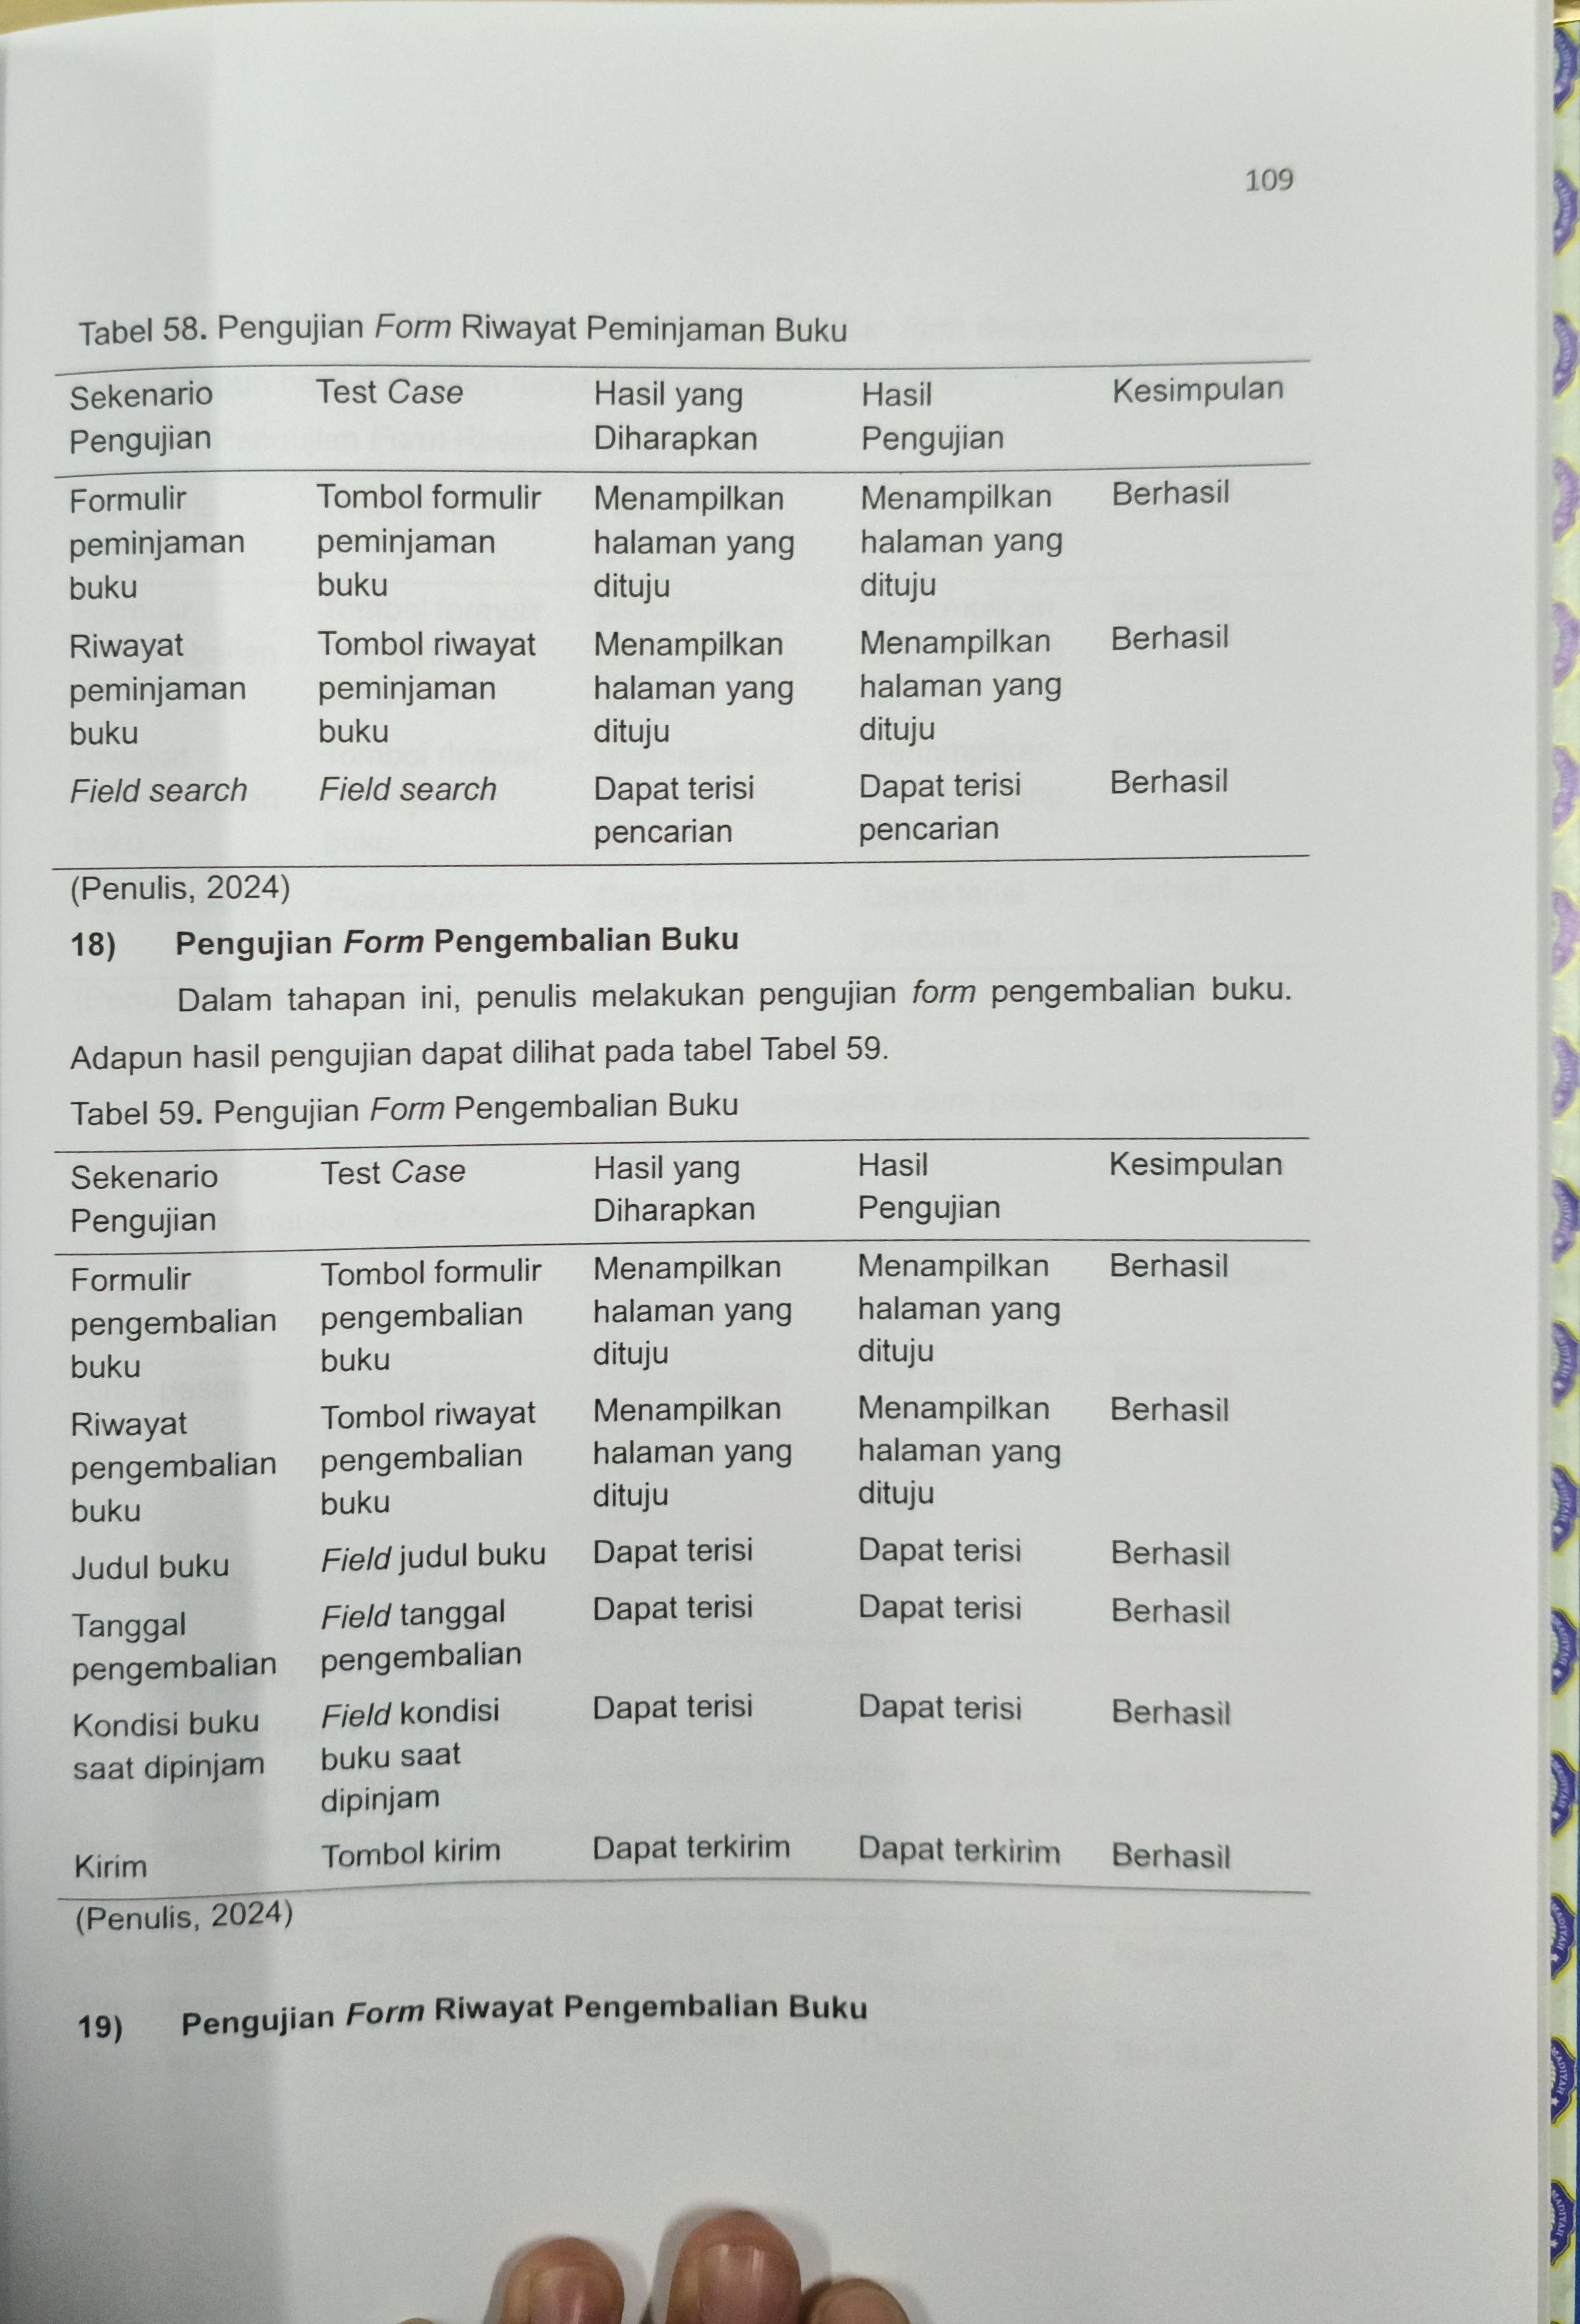 109
Tabel 58. Pengujian Form Riwayat Peminjaman Buku
Sekenario Test Case Hasil yang Hasil Kesimpulan
Pengujian Diharapkan Pengujian
Formulir Tombol formulir Menampilkan Menampilkan Berhasil
peminjaman peminjaman halaman yang halaman yang
buku buku dituju dituju
Riwayat Tombol riwayat Menampilkan Menampilkan Berhasil
peminjaman peminjaman halaman yang halaman yang
buku buku dituju dituju
Field search Field search Dapat terisi Dapat terisi Berhasil
pencarian pencarian
(Penulis, 2024)
18) Pengujian Form Pengembalian Buku
Dalam tahapan ini, penulis melakukan pengujian form pengembalian buku.
Adapun hasil pengujian dapat dilihat pada tabel Tabel 59.
Tabel 59. Pengujian Form Pengembalian Buku
Sekenario Test Case Hasil yang Hasil Kesimpulan
Pengujian Diharapkan Pengujian
Formulir Tombol formulir Menampilkan Menampilkan Berhasil
pengembalian pengembalian halaman yang halaman yang
buku buku dituju dituju
Riwayat Tombol riwayat Menampilkan Menampilkan Berhasil
pengembalian pengembalian halaman yang halaman yang
buku buku dituju dituju
Judul buku Field judul buku Dapat terisi Dapat terisi Berhasil
Tanggal Field tanggal Dapat terisi Dapat terisi Berhasil
pengembalian pengembalian
Kondisi buku Field kondisi Dapat terisi Dapat terisi Berhasil
saat dipinjam buku saat
dipinjam
Kirim Tombol kirim Dapat terkirim Dapat terkirim Berhasil
(Penulis, 2024)
19) Pengujian Form Riwayat Pengembalian Buku